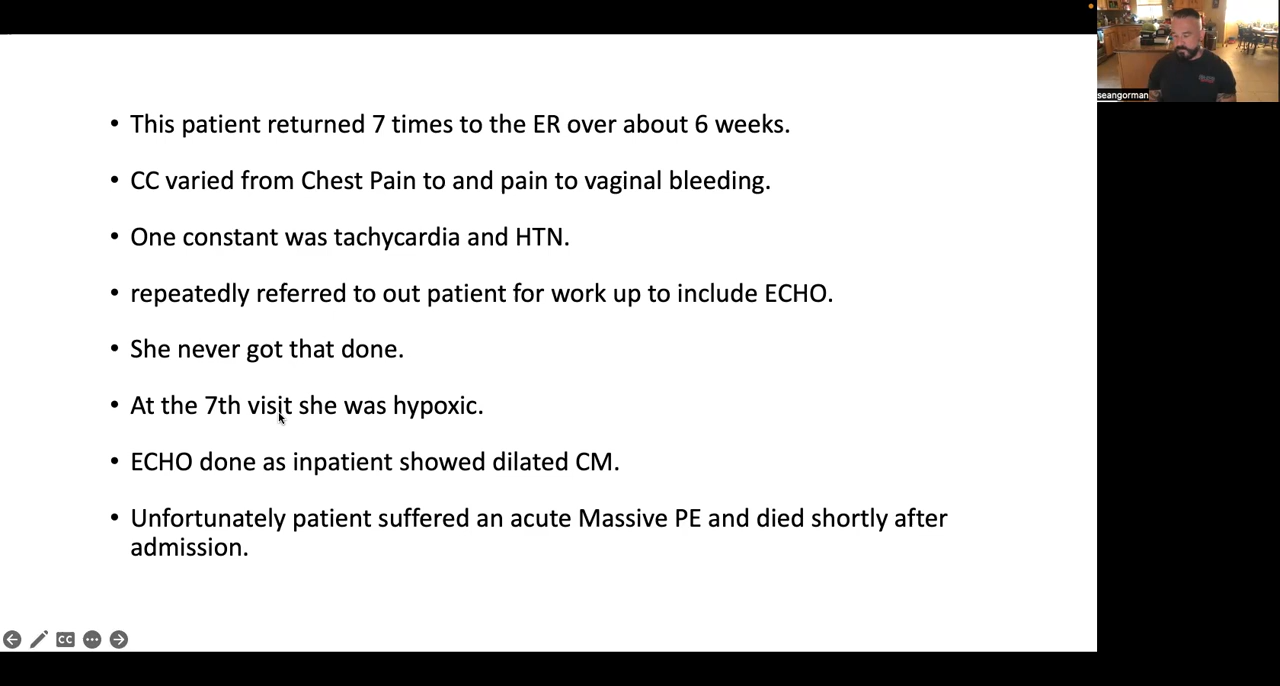 This patient returned 7 times to the ER over about 6 weeks.
CC varied from Chest Pain to and pain to vaginal bleeding.
One constant was tachycardia and HTN.
repeatedly referred to out patient for work up to include ECHO.
She never got that done.
At the 7th visit she was hypoxic.
ECHO done as inpatient showed dilated CM.
Unfortunately patient suffered an acute Massive PE and died shortly after
admission.
seangorman
CC